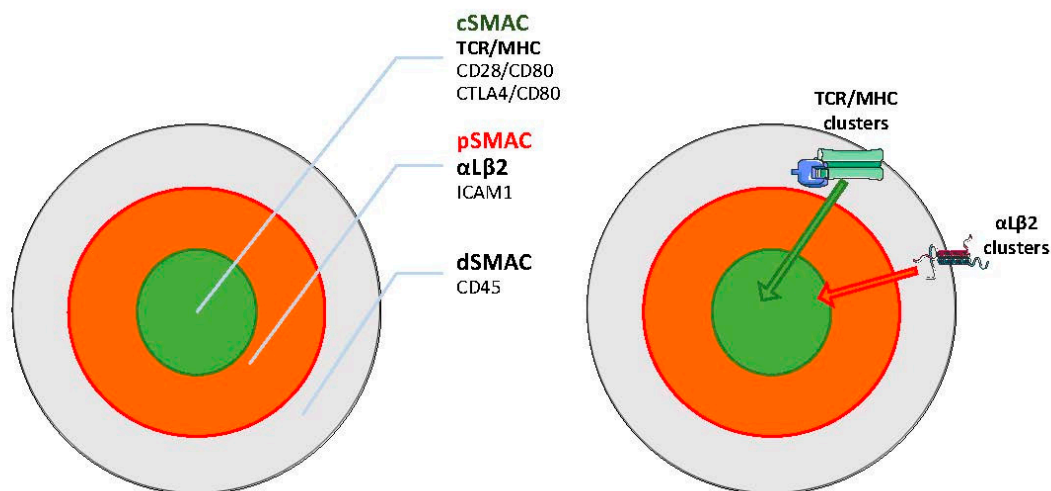 cSMAC
TCR/MHC
CD28/CD80
CTLA4/CD80
pSMAC
αLβ2
ICAM1
dSMAC
CD45
TCR/MHC
clusters
αLβ2
clusters